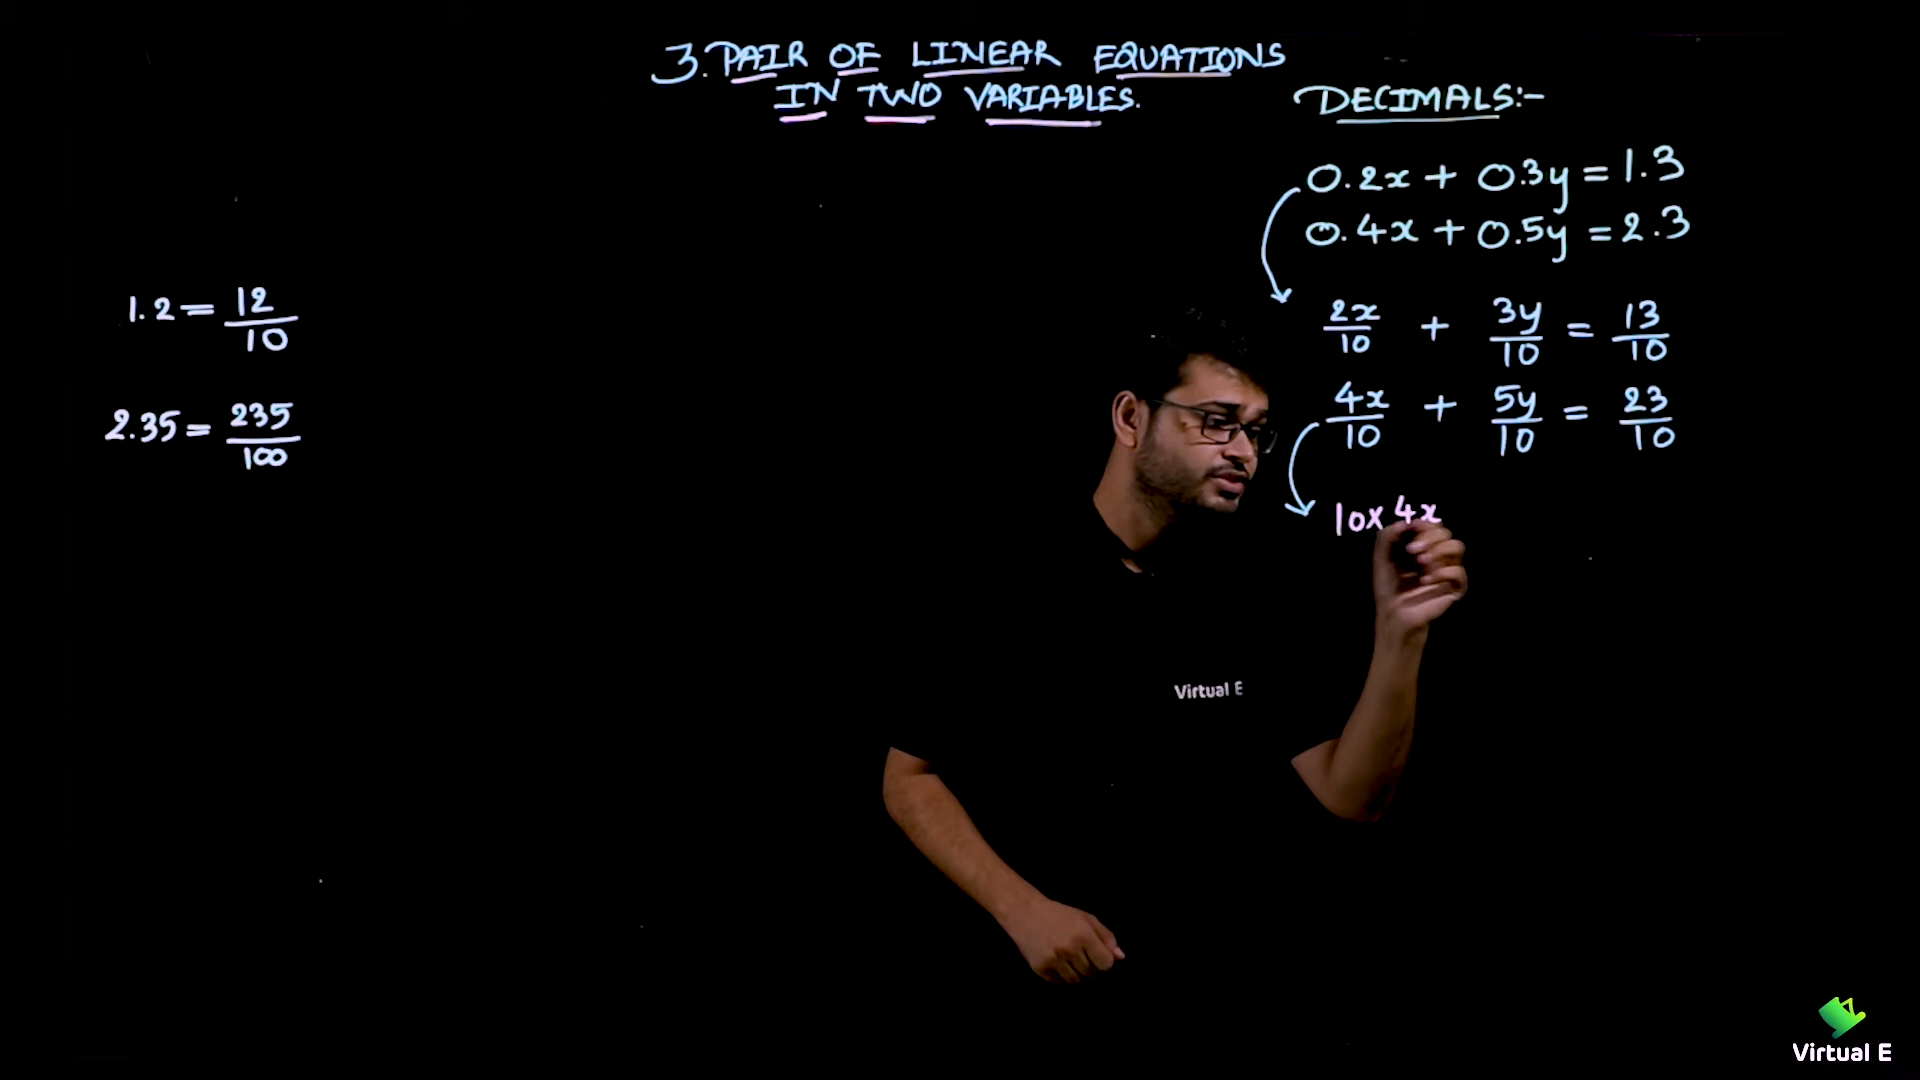 3. PAIR OF LINEAR EQUATIONS
IN TWO VARIABLES.
DECIMALS:-
0.2x + 0.3y = 1.3
0.4x + 0.5y = 2.3
2x/10 + 3y/10 = 13/10
4x/10 + 5y/10 = 23/10
10x 4x
1.2 = 12/10
2.35 = 235/100
Virtual E
Virtual E